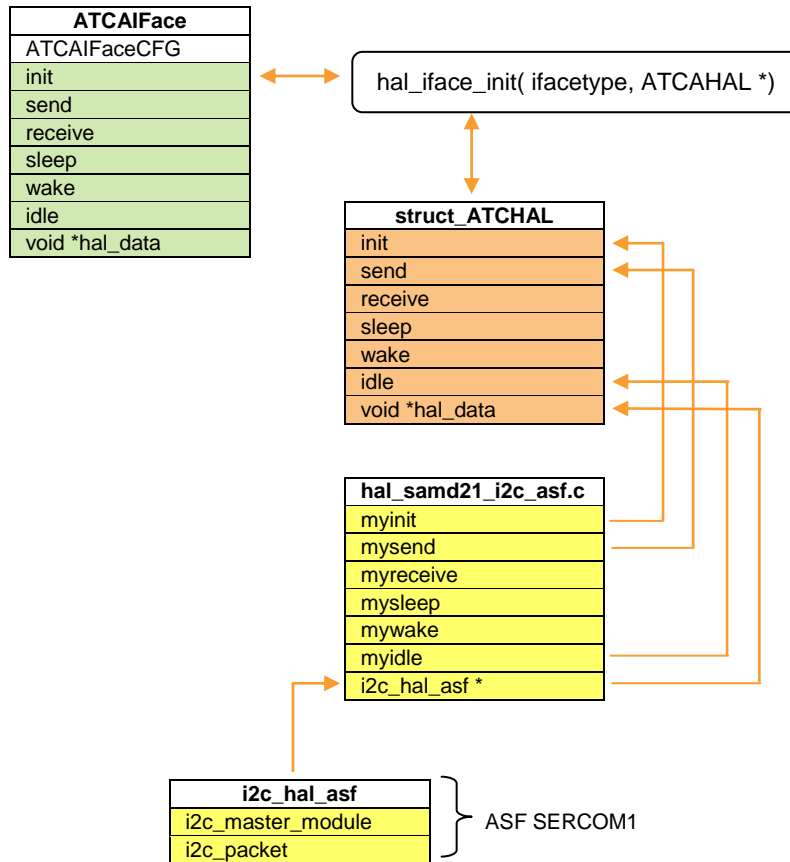 ATCAIFace
ATCAIFaceCFG
init
send
receive
sleep
wake
idle
void *hal_data
hal_iface_init( ifacetype, ATCAHAL *)
struct_ATCHAL
init
send
receive
sleep
wake
idle
void *hal_data
hal_samd21_i2c_asf.c
myinit
mysend
myreceive
mysleep
mywake
myidle
i2c_hal_asf *
i2c_hal_asf
i2c_master_module
i2c_packet
ASF SERCOM1